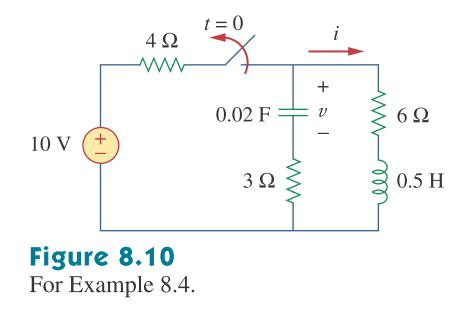 t = 0
i
4 Ω
+
0.02 F
v
6 Ω
−
10 V
+
−
3 Ω
0.5 H
Figure 8.10
For Example 8.4.